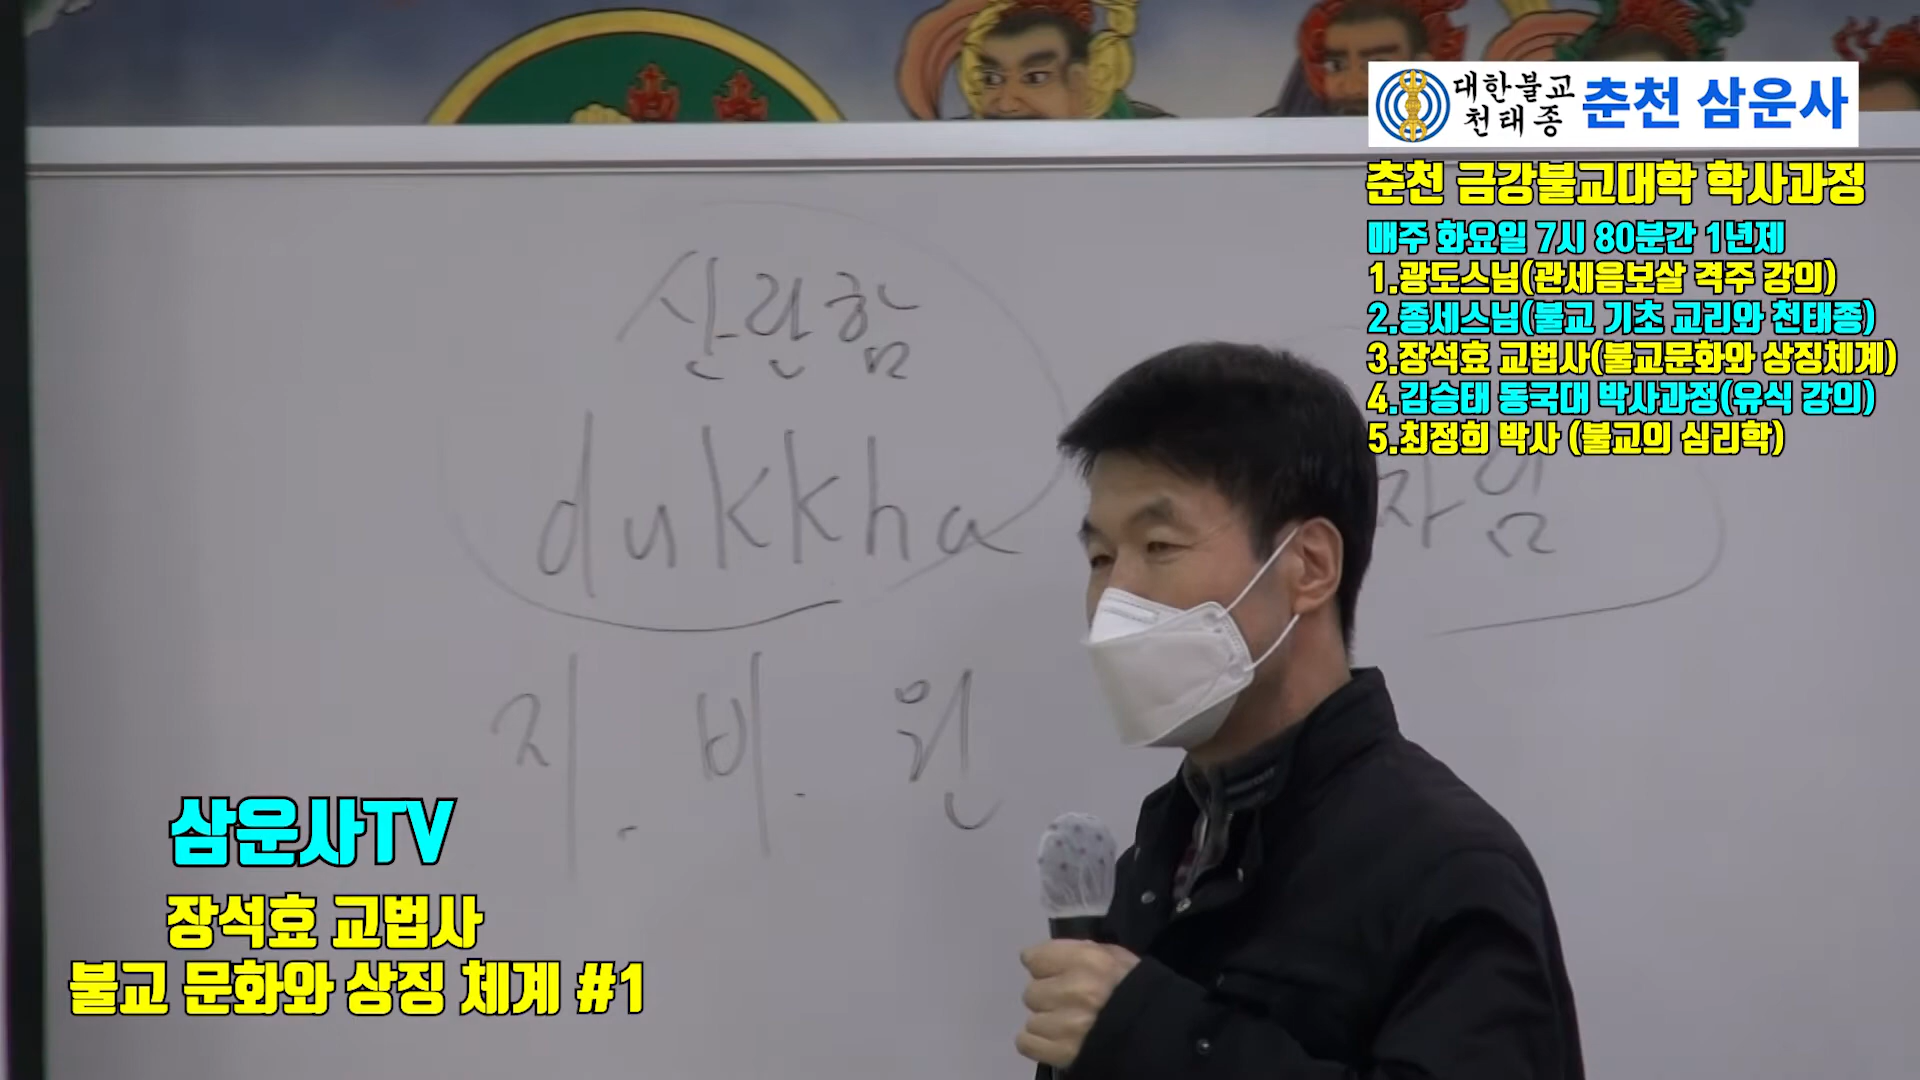 대한불교
천태종
춘천 삼운사
춘천 금강불교대학 학사과정
매주 화요일 7시 80분간 1년제
1.광도스님(관세음보살 격주 강의)
2.종세스님(불교 기초 교리와 천태종)
3.장석효 교법사(불교문화와 상징체계)
4.김승태 동국대 박사과정(유식 강의)
5.최정희 박사 (불교의 심리학)
산란함
dukkha
지. 비. 원
삼운사TV
장석효 교법사
불교 문화와 상징 체계 #1